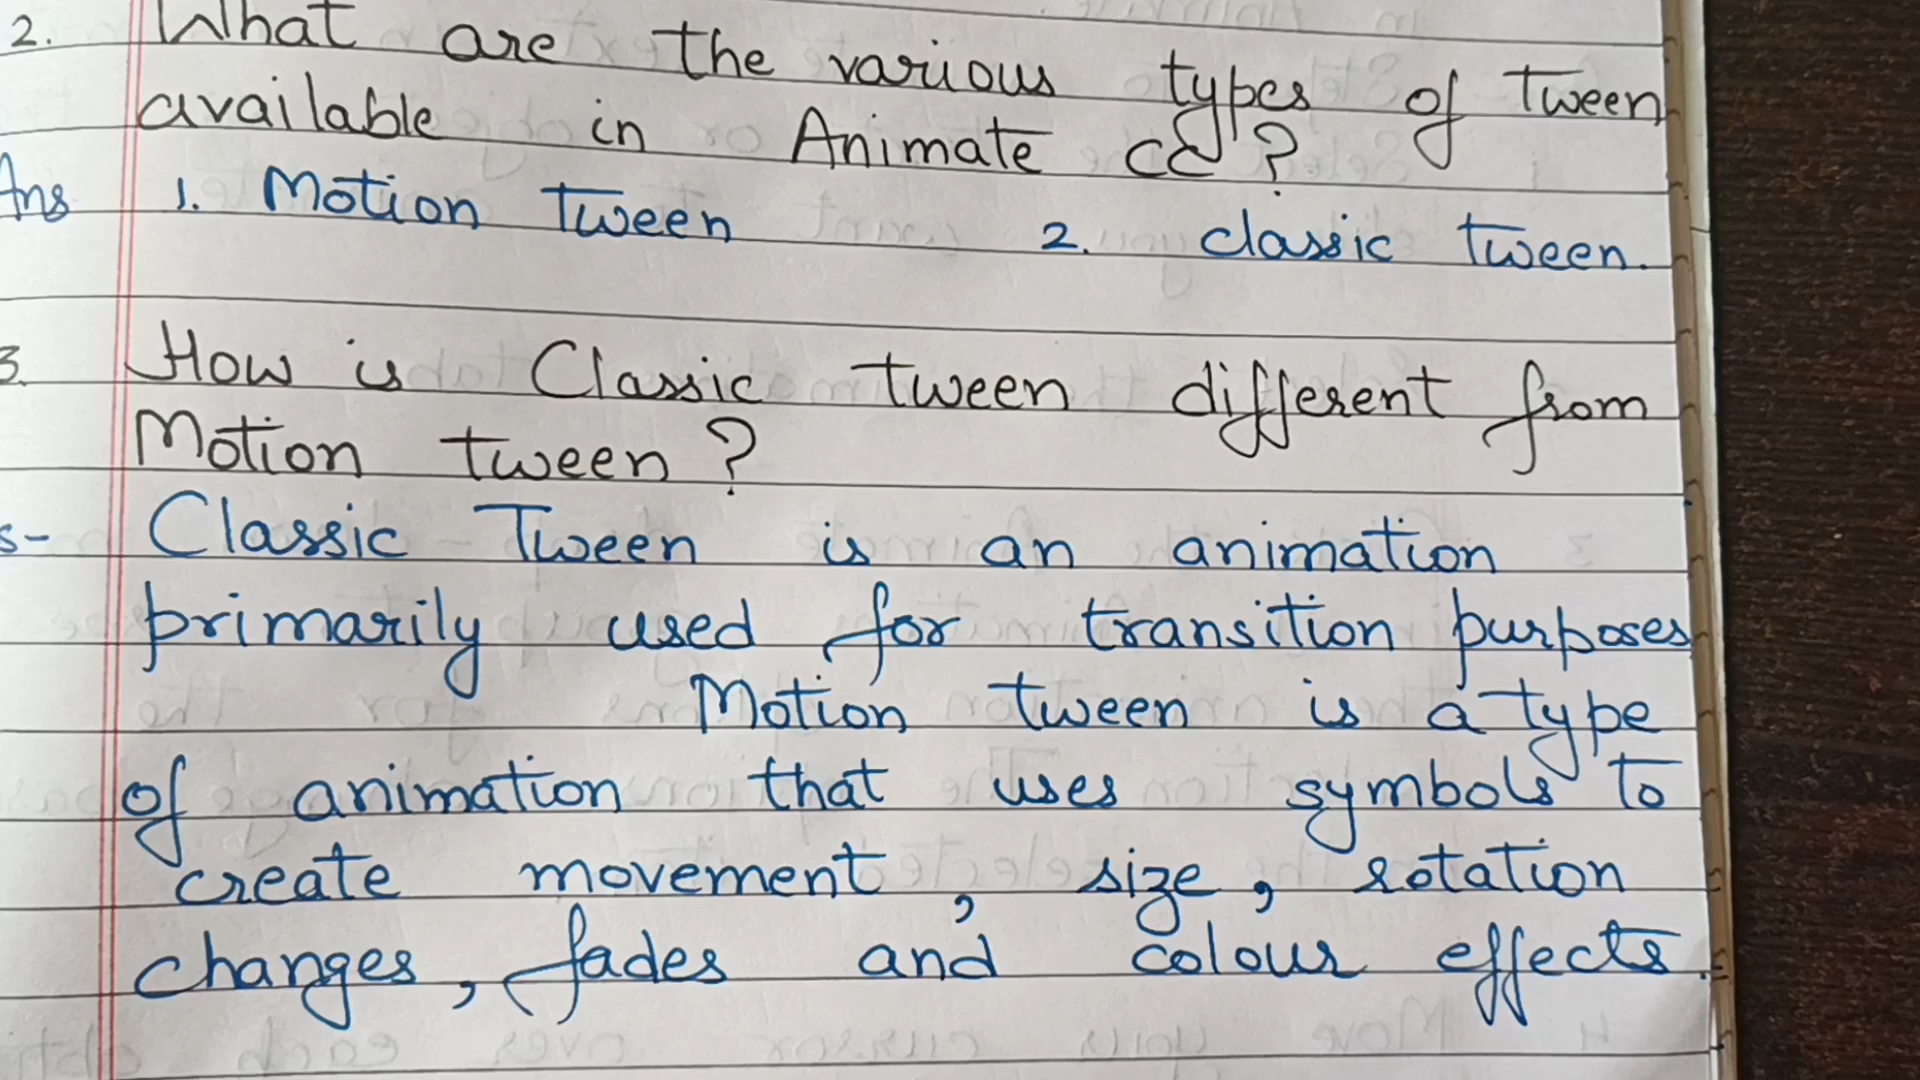 2. What are the various types of Tween
available in Animate CC ?
Ans 1. Motion Tween 2. classic Tween.
3. How is Classic tween different from
Motion tween ?
s- Classic Tween is an animation
primarily used for transition purposes
Motion tween is a type
of animation that uses symbols to
create movement, size, rotation
changes, fades and colour effects.